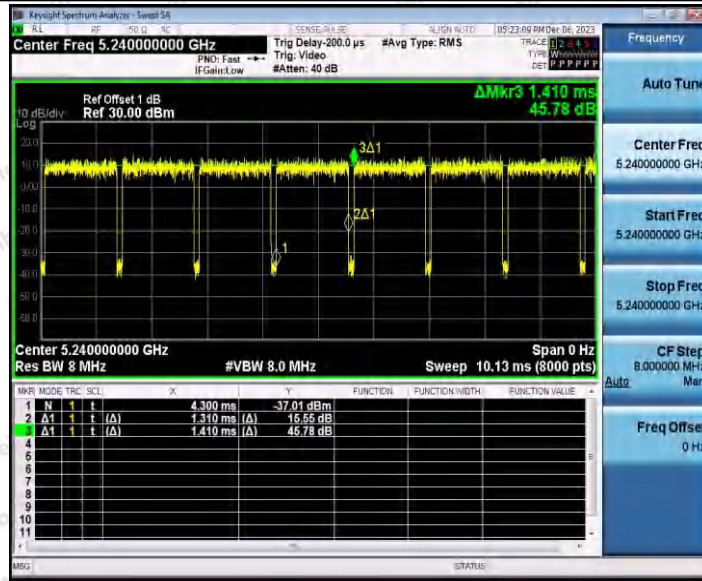 Keysight Spectrum Analyzer - Swept SA
RL RF 50 Ω AC SENSE:PULSE ALIGN AUTO 05:23:09 PM Dec 06, 2023
Center Freq 5.240000000 GHz
PNO: Fast
IFGain:Low
Trig Delay-200.0 µs
Trig: Video
#Atten: 40 dB
#Avg Type: RMS
TRACE 1 2 3 4 5 6
TYPE
DET P P P P P P
Frequency
Ref Offset 1 dB
10 dB/div Ref 30.00 dBm
Log
ΔMkr3 1.410 ms
45.78 dB
20.0
10.0
0.00
-10.0
-20.0
-30.0
-40.0
-50.0
-60.0
3Δ1
2Δ1
1
Center 5.240000000 GHz Span 0 Hz
Res BW 8 MHz #VBW 8.0 MHz Sweep 10.13 ms (8000 pts)
MKR MODE TRC SCL X Y FUNCTION FUNCTION WIDTH FUNCTION VALUE
1 N 1 t 4.300 ms -37.01 dBm
2 Δ1 1 t (Δ) 1.310 ms (Δ) 15.55 dB
3 Δ1 1 t (Δ) 1.410 ms (Δ) 45.78 dB
4
5
6
7
8
9
10
11
MSG STATUS
Auto Tune
Center Freq
5.240000000 GHz
Start Freq
5.240000000 GHz
Stop Freq
5.240000000 GHz
CF Step
8.000000 MHz
Auto Man
Freq Offset
0 Hz